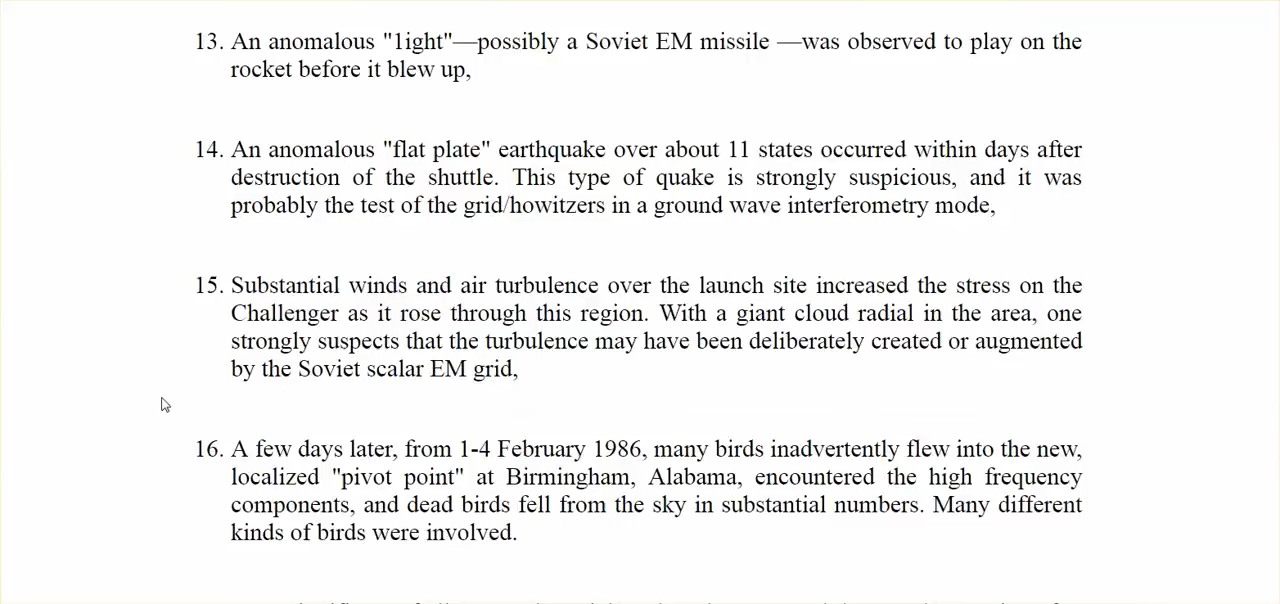 13. An anomalous "1ight"—possibly a Soviet EM missile —was observed to play on the
rocket before it blew up,
14. An anomalous "flat plate" earthquake over about 11 states occurred within days after
destruction of the shuttle. This type of quake is strongly suspicious, and it was
probably the test of the grid/howitzers in a ground wave interferometry mode,
15. Substantial winds and air turbulence over the launch site increased the stress on the
Challenger as it rose through this region. With a giant cloud radial in the area, one
strongly suspects that the turbulence may have been deliberately created or augmented
by the Soviet scalar EM grid,
16. A few days later, from 1-4 February 1986, many birds inadvertently flew into the new,
localized "pivot point" at Birmingham, Alabama, encountered the high frequency
components, and dead birds fell from the sky in substantial numbers. Many different
kinds of birds were involved.